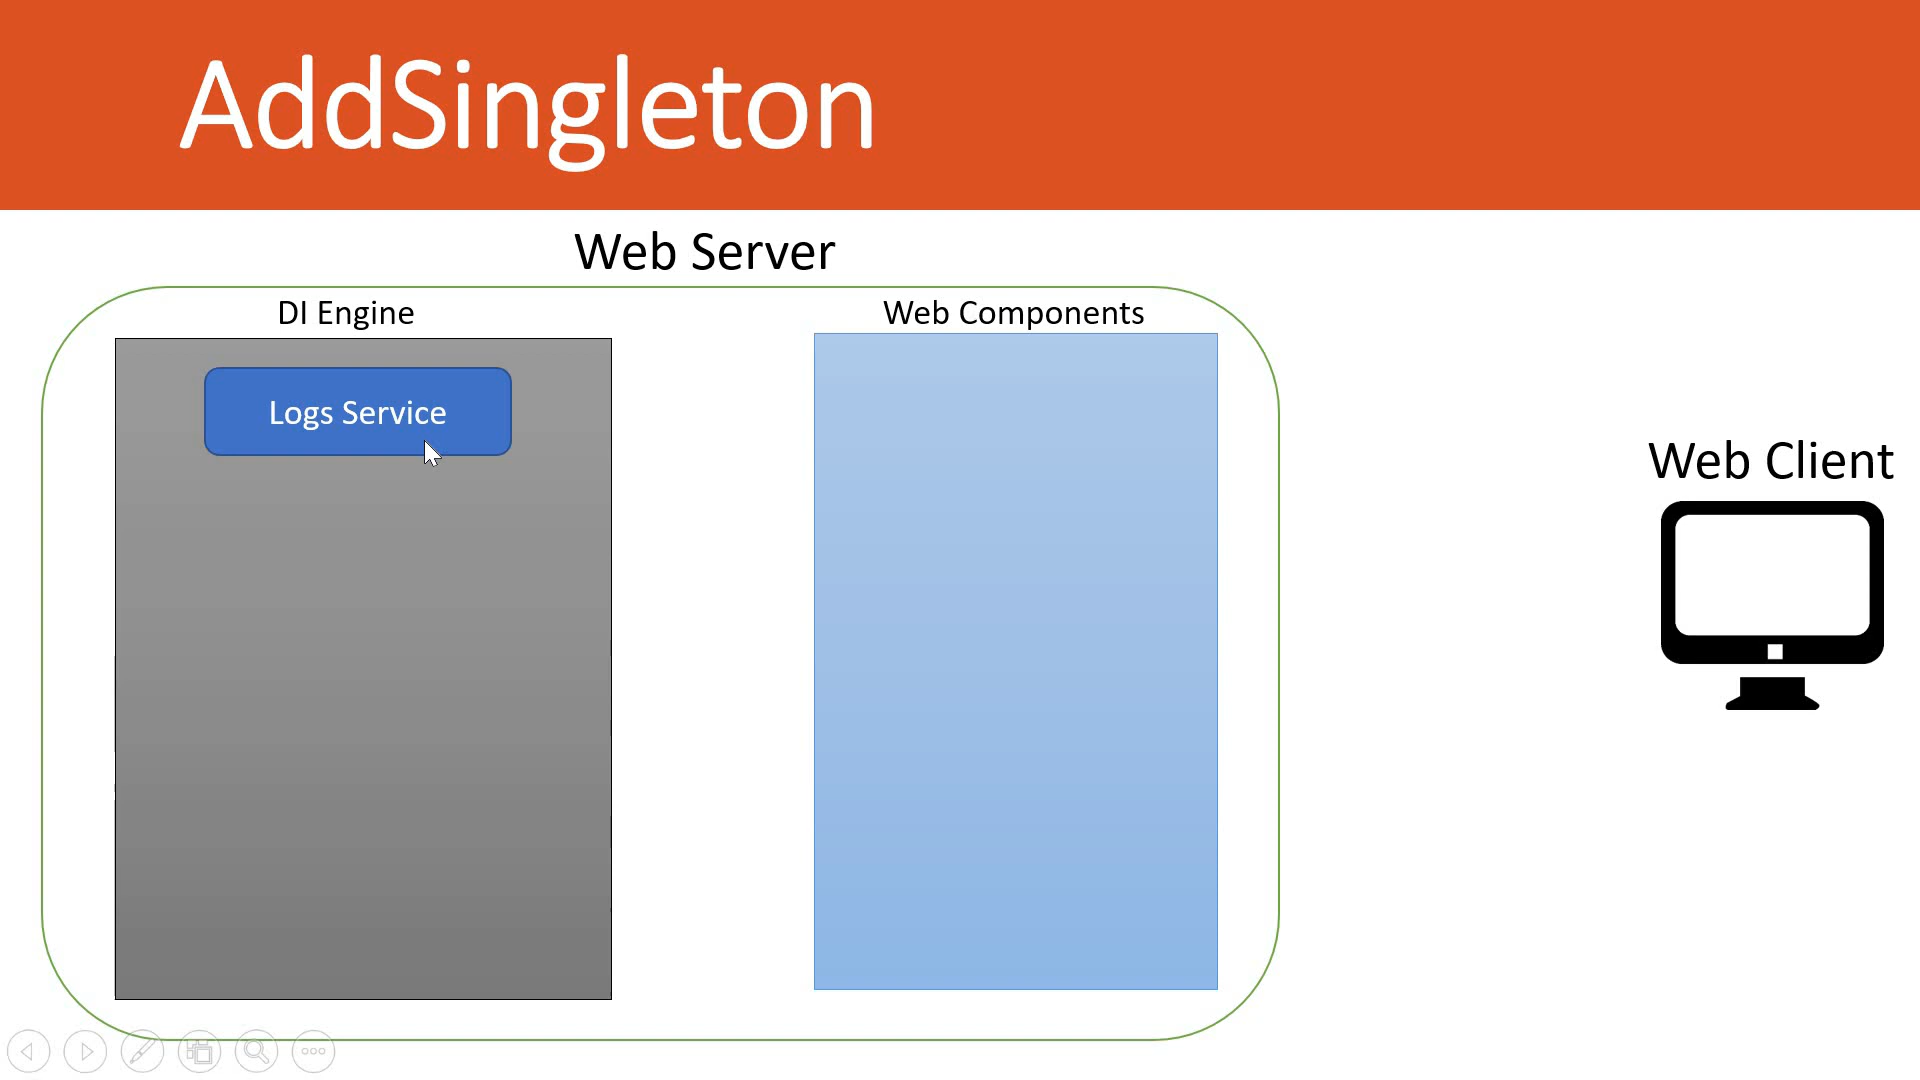 AddSingleton
Web Server
DI Engine
Web Components
Logs Service
Web Client